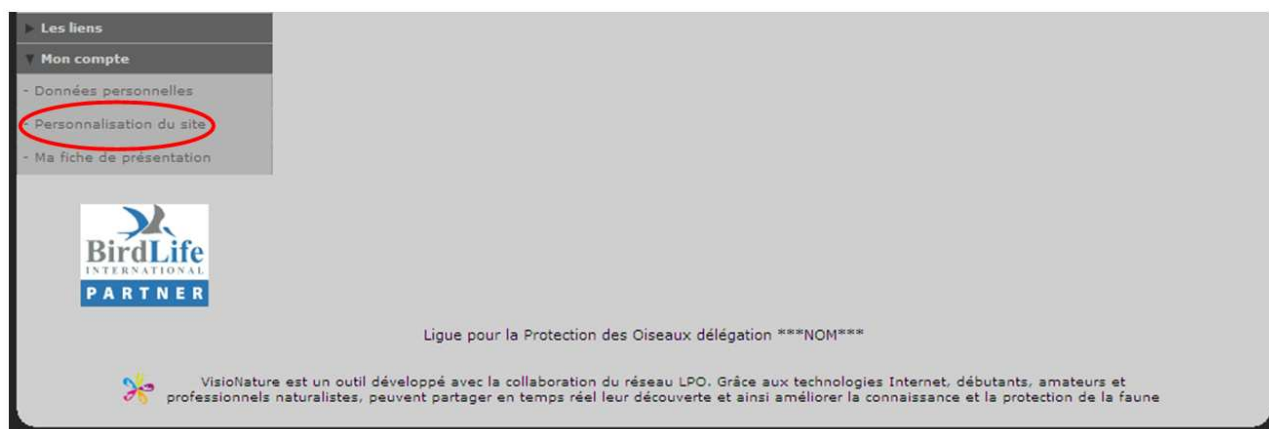 Les liens
Mon compte
- Données personnelles
- Personnalisation du site
- Ma fiche de présentation
BirdLife
INTERNATIONAL
PARTNER
Ligue pour la Protection des Oiseaux délégation ***NOM***
VisioNature est un outil développé avec la collaboration du réseau LPO. Grâce aux technologies Internet, débutants, amateurs et
professionnels naturalistes, peuvent partager en temps réel leur découverte et ainsi améliorer la connaissance et la protection de la faune